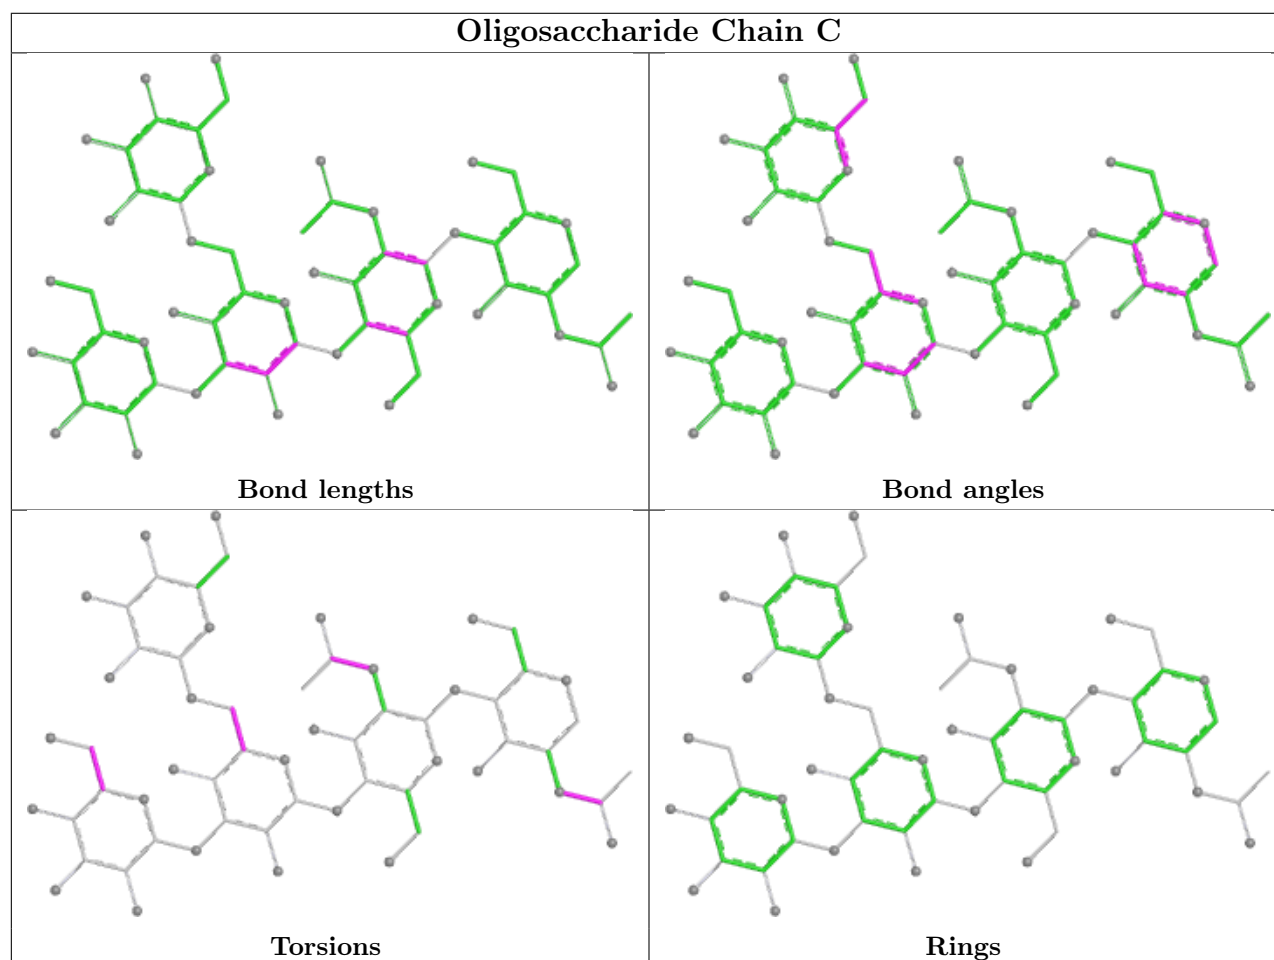 Oligosaccharide Chain C
Bond lengths
Bond angles
Torsions
Rings